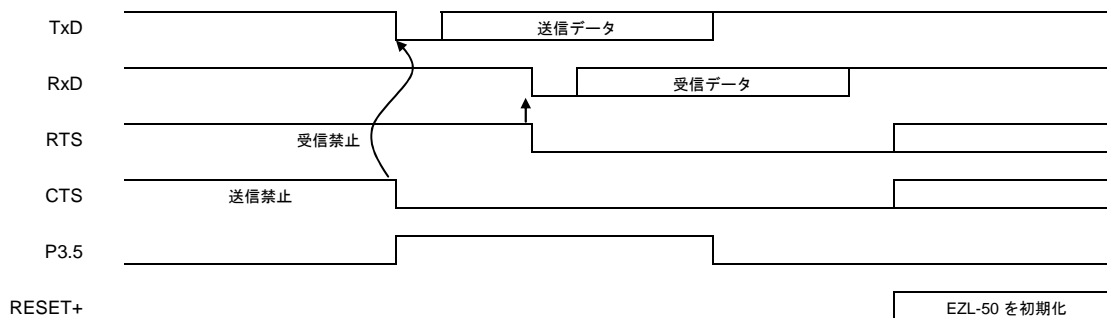 TxD 送信データ
RxD 受信データ
RTS 受信禁止
CTS 送信禁止
P3.5
RESET+ EZL-50 を初期化